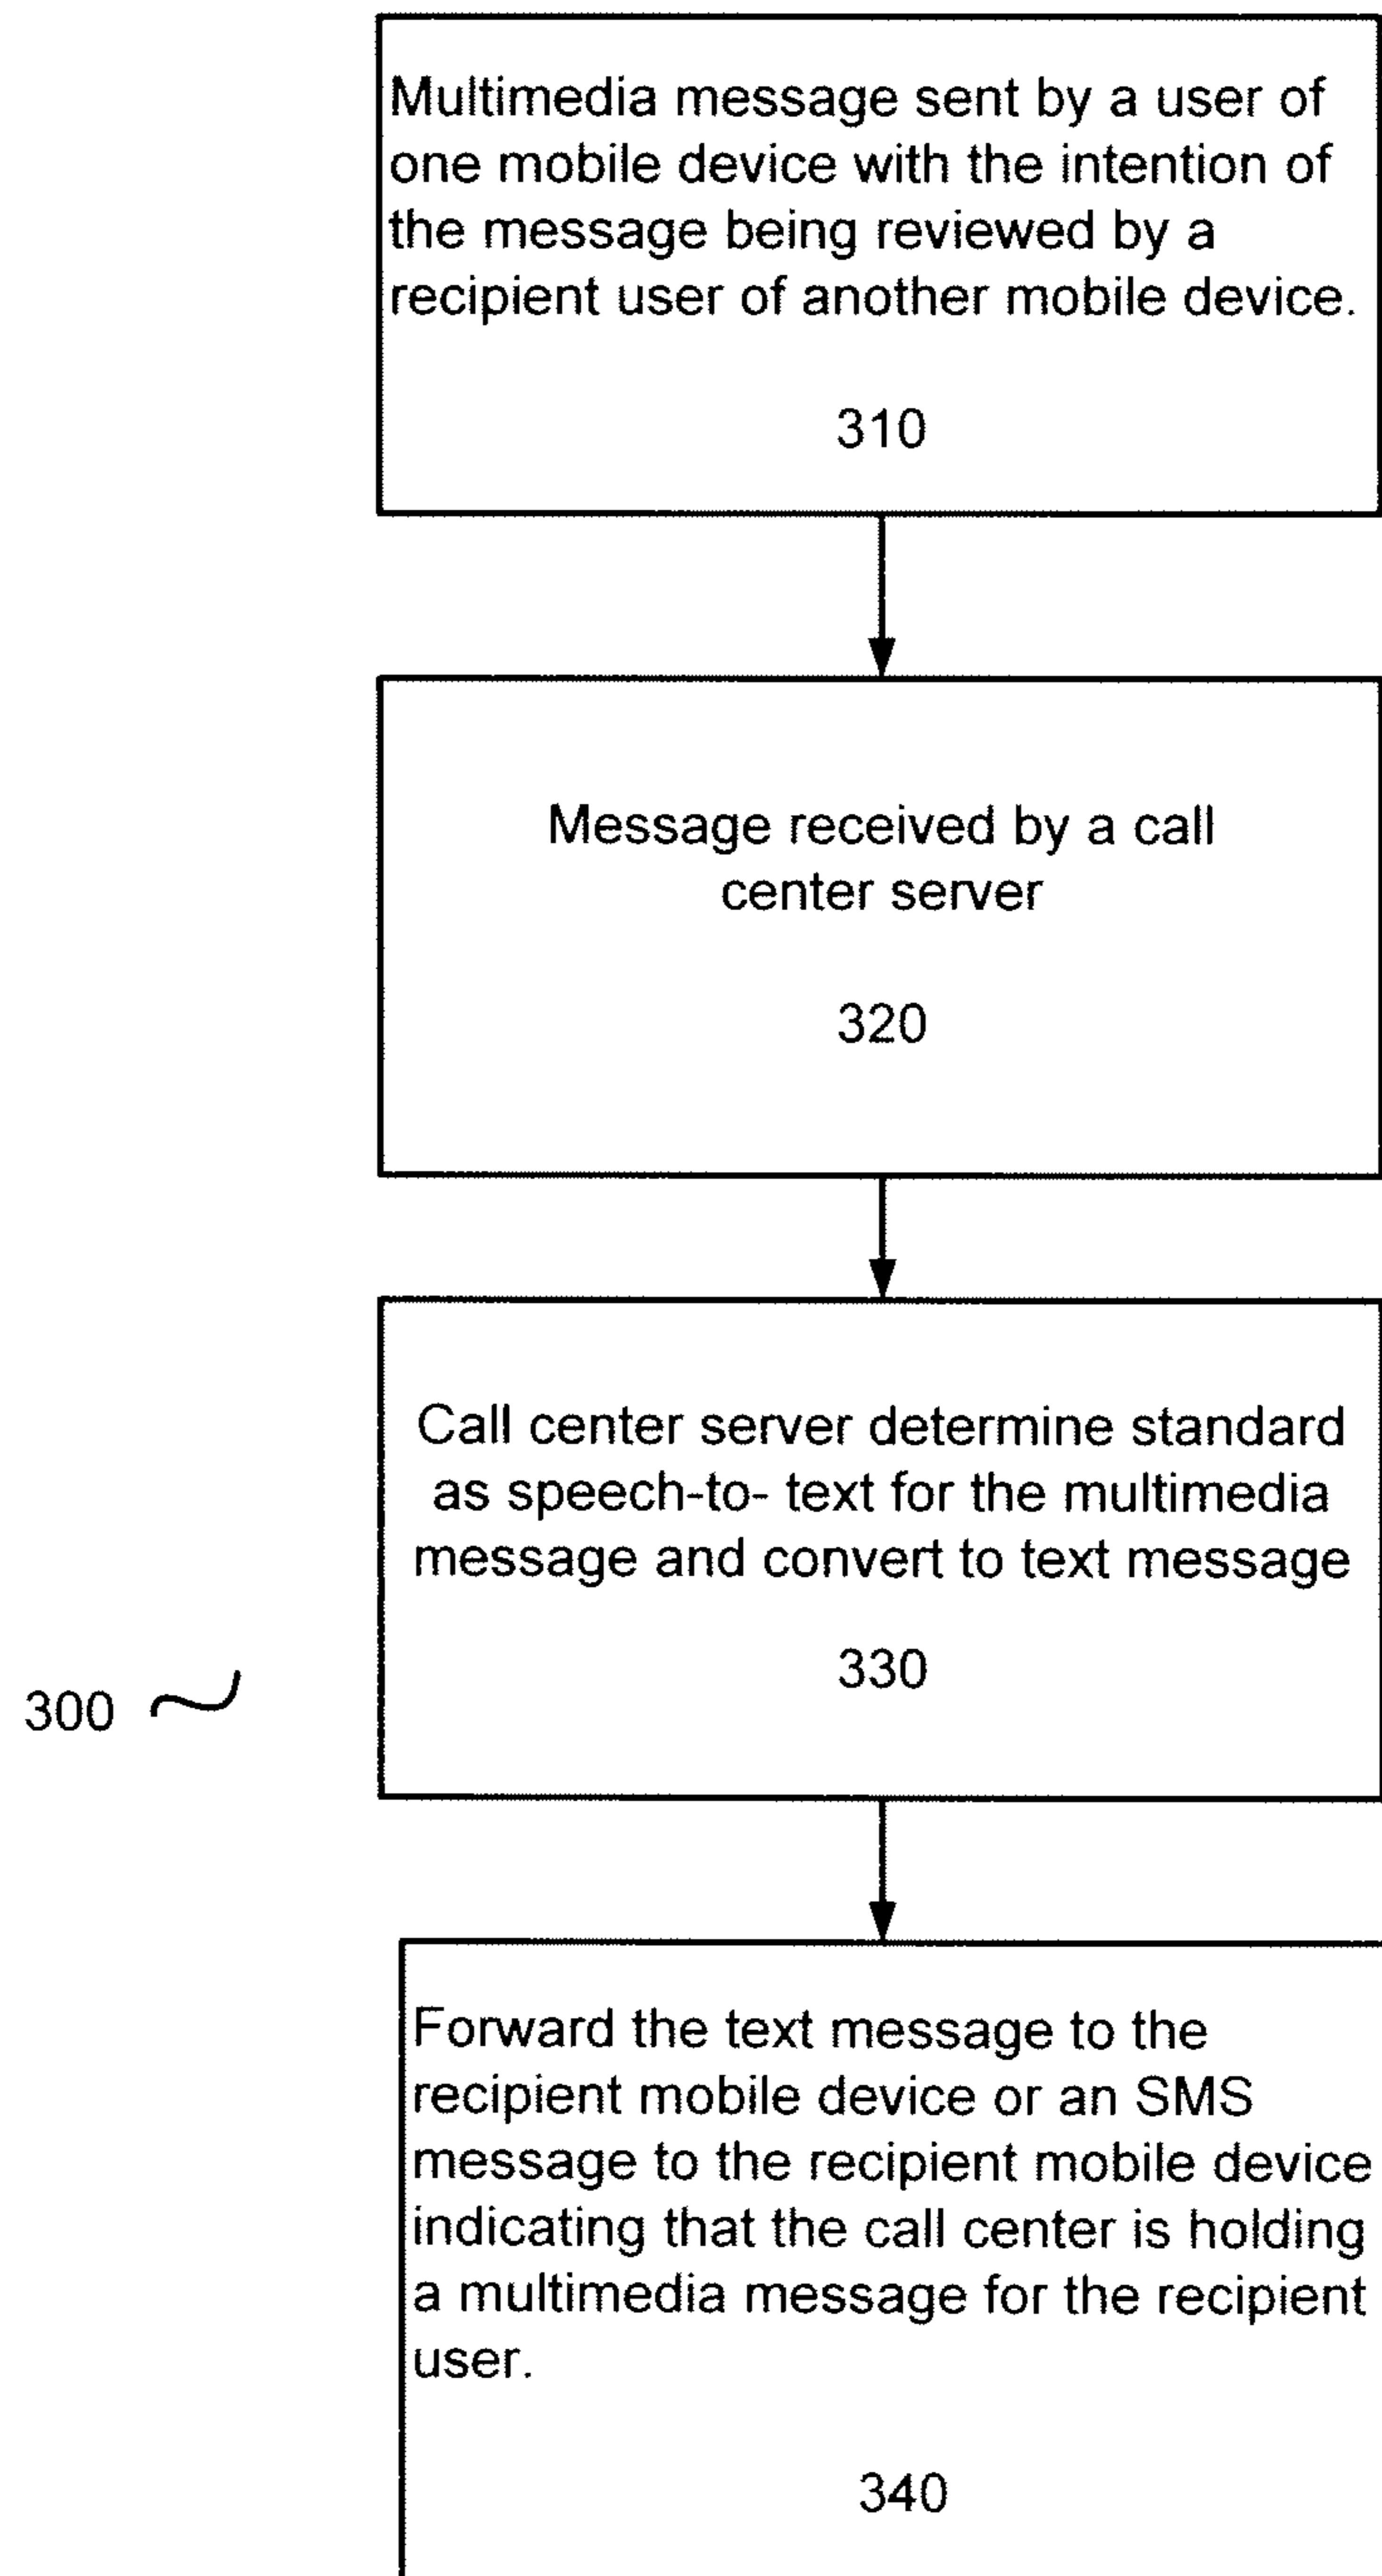 Multimedia message sent by a user of
one mobile device with the intention of
the message being reviewed by a
recipient user of another mobile device.
310
Message received by a call
center server
320
Call center server determine standard
as speech-to- text for the multimedia
message and convert to text message
330
300
Forward the text message to the
recipient mobile device or an SMS
message to the recipient mobile device
indicating that the call center is holding
a multimedia message for the recipient
user.
340